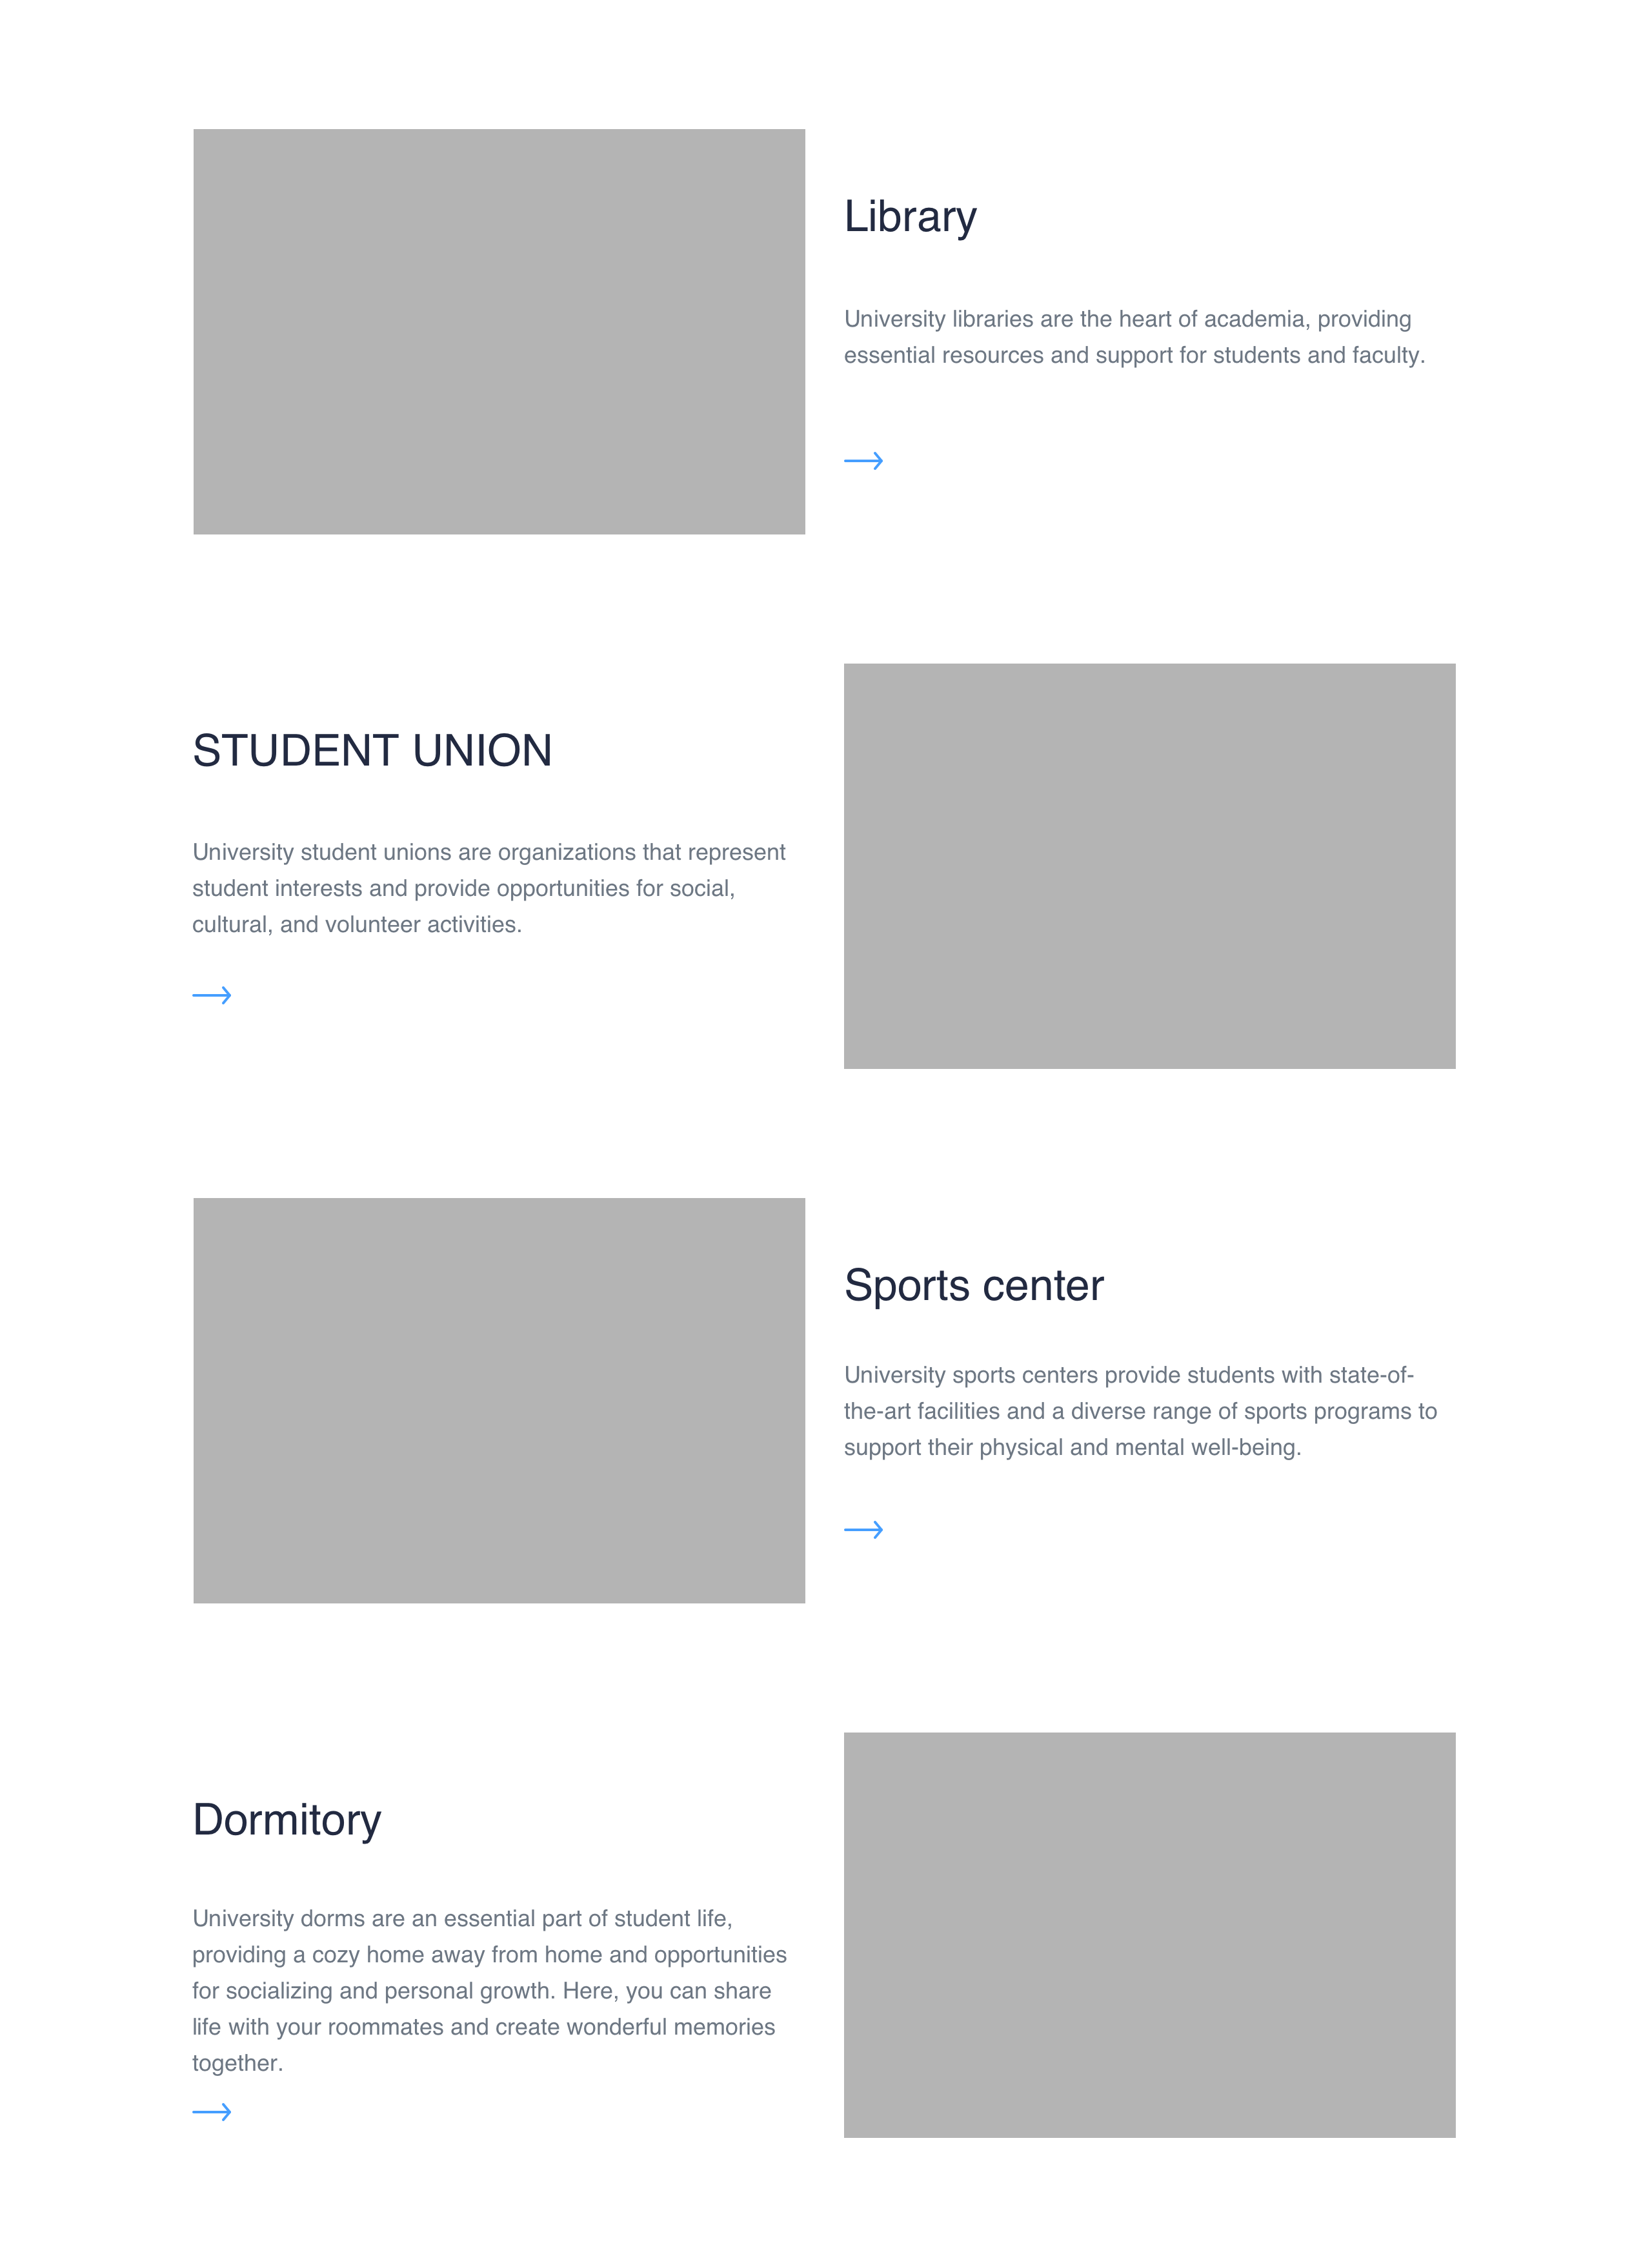 Library
University libraries are the heart of academia, providing
essential resources and support for students and faculty.
STUDENT UNION
University student unions are organizations that represent
student interests and provide opportunities for social,
cultural, and volunteer activities.
Sports center
University sports centers provide students with state-of-
the-art facilities and a diverse range of sports programs to
support their physical and mental well-being.
Dormitory
University dorms are an essential part of student life,
providing a cozy home away from home and opportunities
for socializing and personal growth. Here, you can share
life with your roommates and create wonderful memories
together.